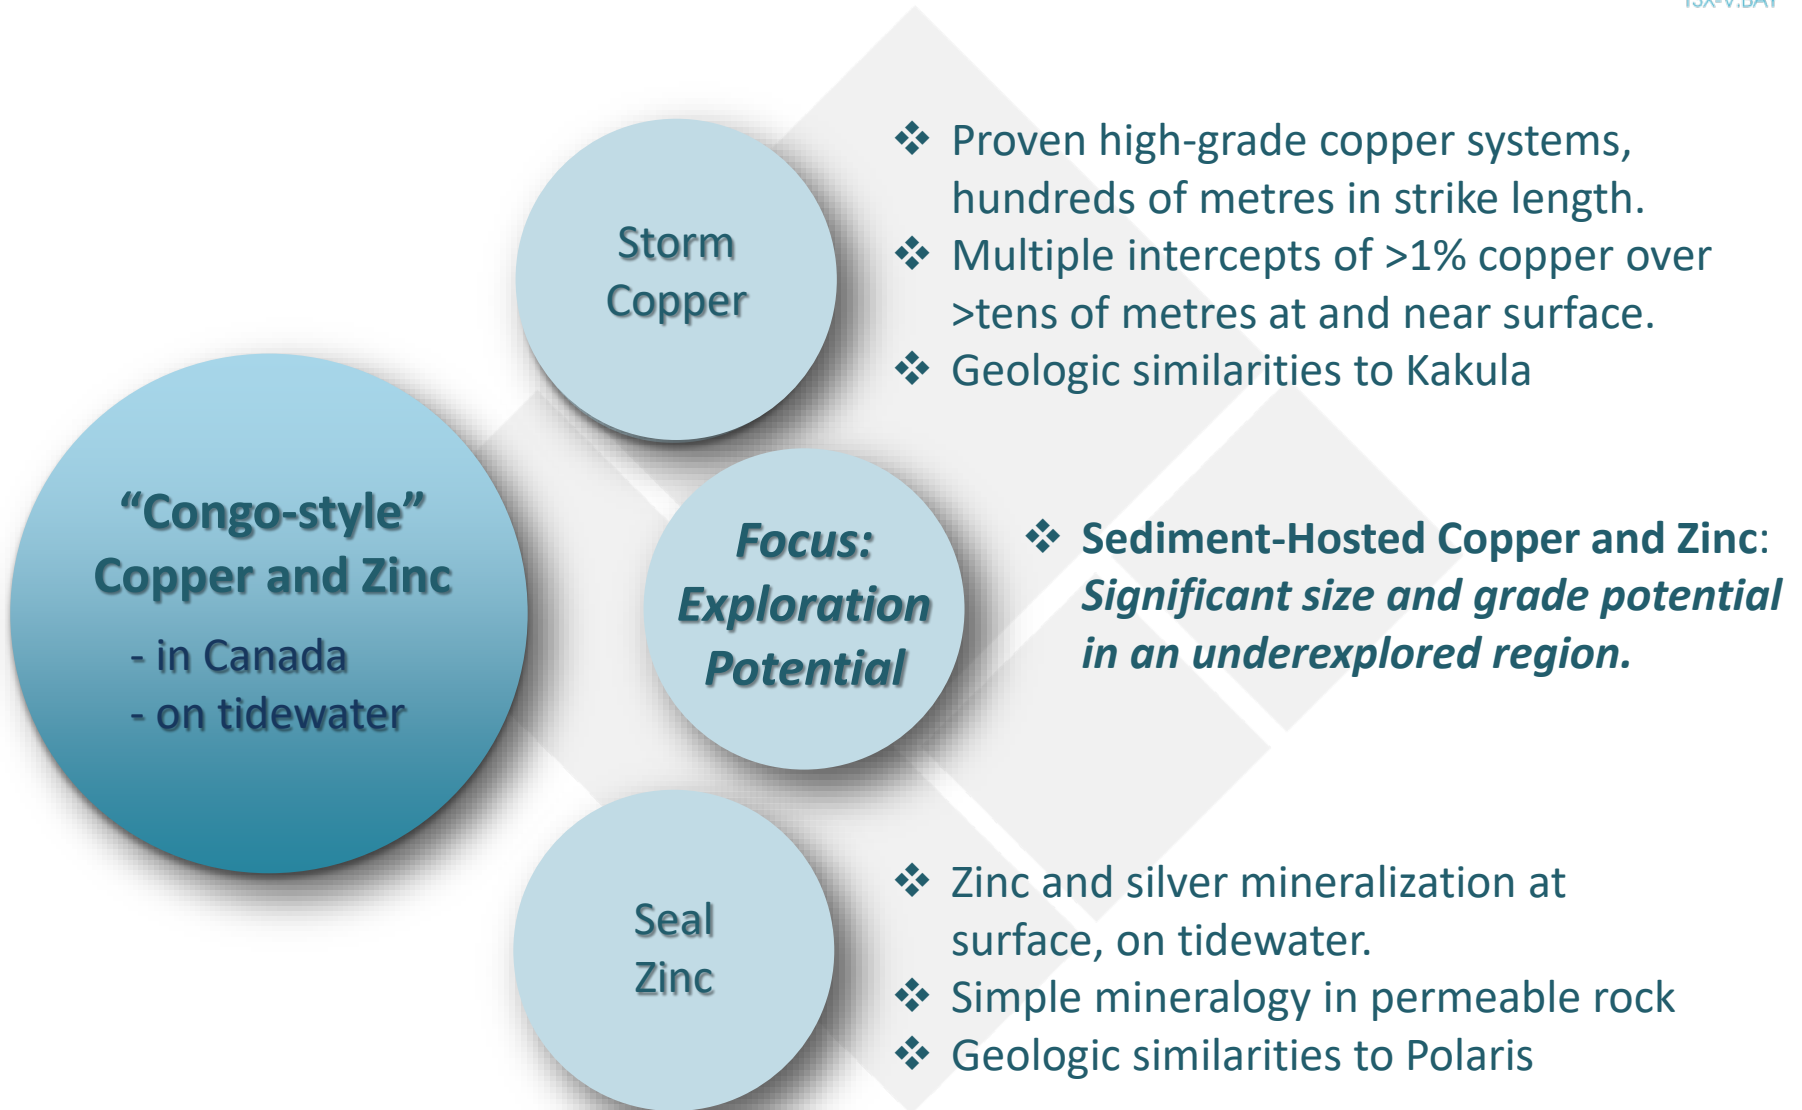 TSX-V:BAY
"Congo-style"
Copper and Zinc
- in Canada
- on tidewater
Storm
Copper
❖ Proven high-grade copper systems,
hundreds of metres in strike length.
❖ Multiple intercepts of >1% copper over
>tens of metres at and near surface.
❖ Geologic similarities to Kakula
Focus:
Exploration
Potential
❖ Sediment-Hosted Copper and Zinc:
Significant size and grade potential
in an underexplored region.
Seal
Zinc
❖ Zinc and silver mineralization at
surface, on tidewater.
❖ Simple mineralogy in permeable rock
❖ Geologic similarities to Polaris